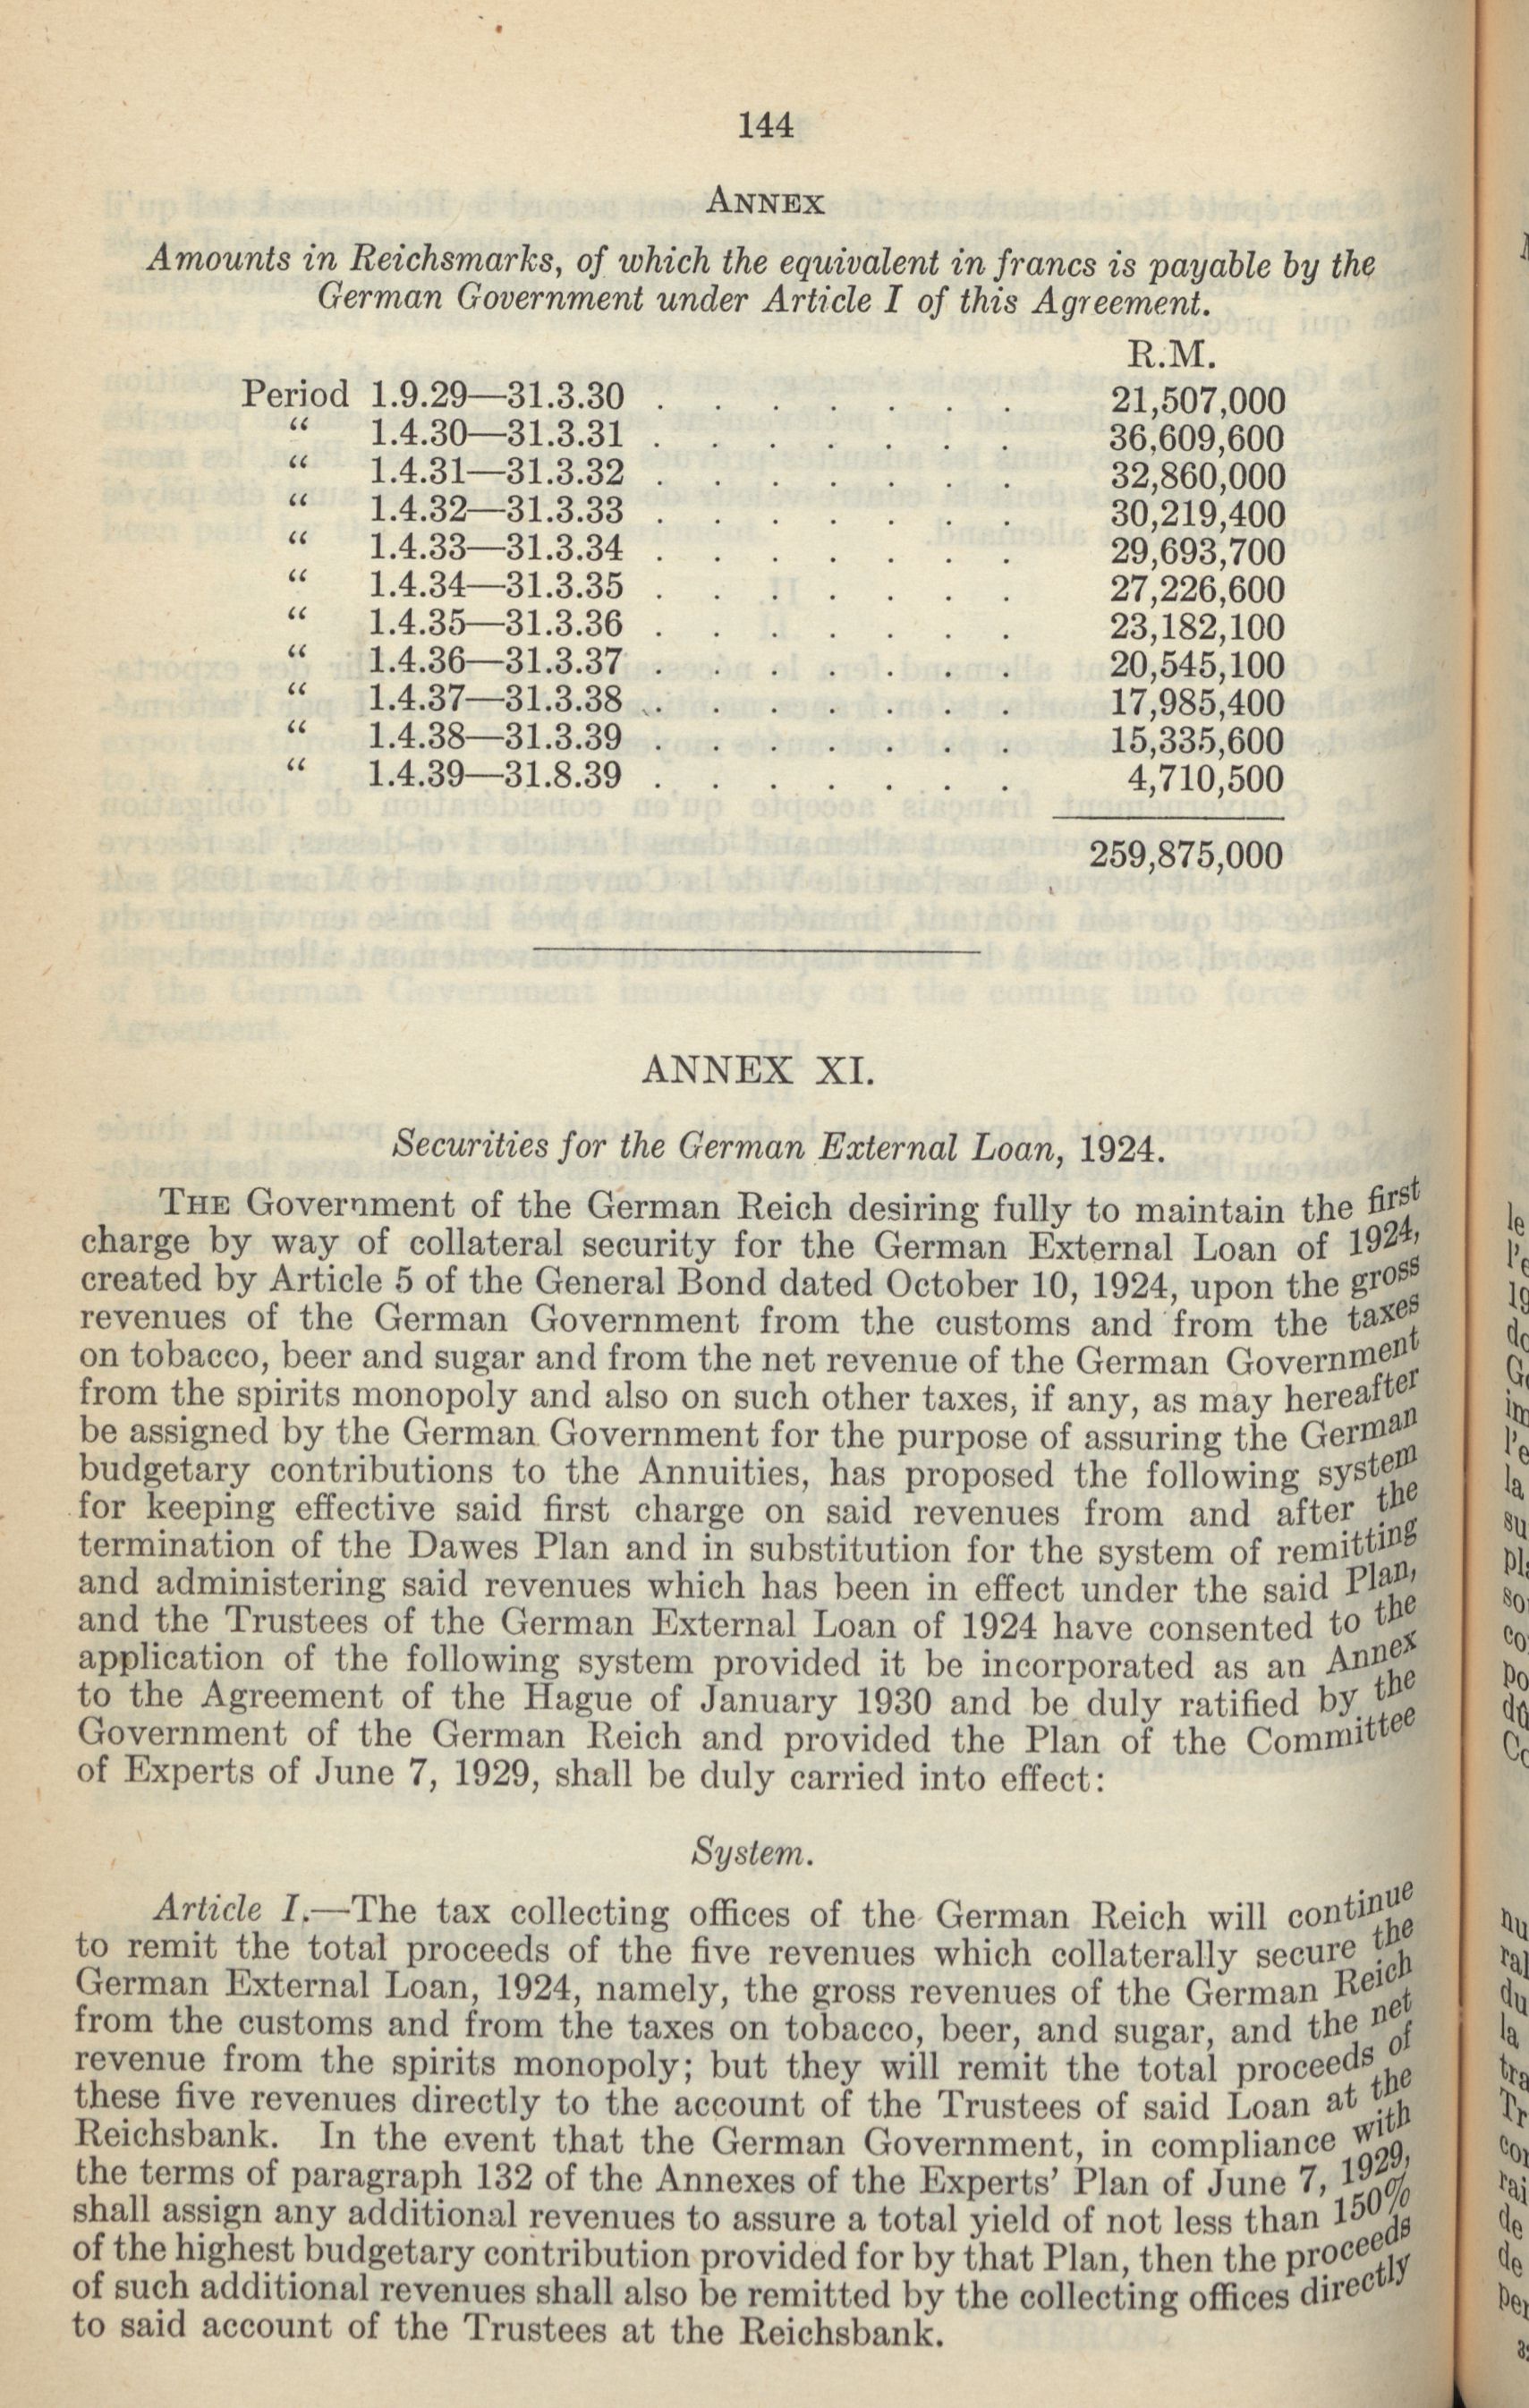 144
ANNEX
Amounts in Reichsmarks, of which the equivalent in francs is payable by the
German Government under Article I of this Agreement.
R.M.
Period 1.9.29—31.3.30 . . . . . . . 21,507,000
“ 1.4.30—31.3.31 . . . . . . . 36,609,600
“ 1.4.31—31.3.32 . . . . . . . 32,860,000
“ 1.4.32—31.3.33 . . . . . . . 30,219,400
“ 1.4.33—31.3.34 . . . . . . . 29,693,700
“ 1.4.34—31.3.35 . . . . . . . 27,226,600
“ 1.4.35—31.3.36 . . . . . . . 23,182,100
“ 1.4.36—31.3.37 . . . . . . . 20,545,100
“ 1.4.37—31.3.38 . . . . . . . 17,985,400
“ 1.4.38—31.3.39 . . . . . . . 15,335,600
“ 1.4.39—31.8.39 . . . . . . . 4,710,500
259,875,000
ANNEX XI.
Securities for the German External Loan, 1924.
THE Government of the German Reich desiring fully to maintain the first
charge by way of collateral security for the German External Loan of 1924,
created by Article 5 of the General Bond dated October 10, 1924, upon the gross
revenues of the German Government from the customs and from the taxes
on tobacco, beer and sugar and from the net revenue of the German Government
from the spirits monopoly and also on such other taxes, if any, as may hereafter
be assigned by the German Government for the purpose of assuring the German
budgetary contributions to the Annuities, has proposed the following system
for keeping effective said first charge on said revenues from and after the
termination of the Dawes Plan and in substitution for the system of remitting
and administering said revenues which has been in effect under the said Plan,
and the Trustees of the German External Loan of 1924 have consented to the
application of the following system provided it be incorporated as an Annex
to the Agreement of the Hague of January 1930 and be duly ratified by the
Government of the German Reich and provided the Plan of the Committee
of Experts of June 7, 1929, shall be duly carried into effect:
System.
Article I.—The tax collecting offices of the German Reich will continue
to remit the total proceeds of the five revenues which collaterally secure the
German External Loan, 1924, namely, the gross revenues of the German Reich
from the customs and from the taxes on tobacco, beer, and sugar, and the net
revenue from the spirits monopoly; but they will remit the total proceeds of
these five revenues directly to the account of the Trustees of said Loan at the
Reichsbank. In the event that the German Government, in compliance with
the terms of paragraph 132 of the Annexes of the Experts’ Plan of June 7, 1929,
shall assign any additional revenues to assure a total yield of not less than 150%
of the highest budgetary contribution provided for by that Plan, then the proceeds
of such additional revenues shall also be remitted by the collecting offices directly
to said account of the Trustees at the Reichsbank.